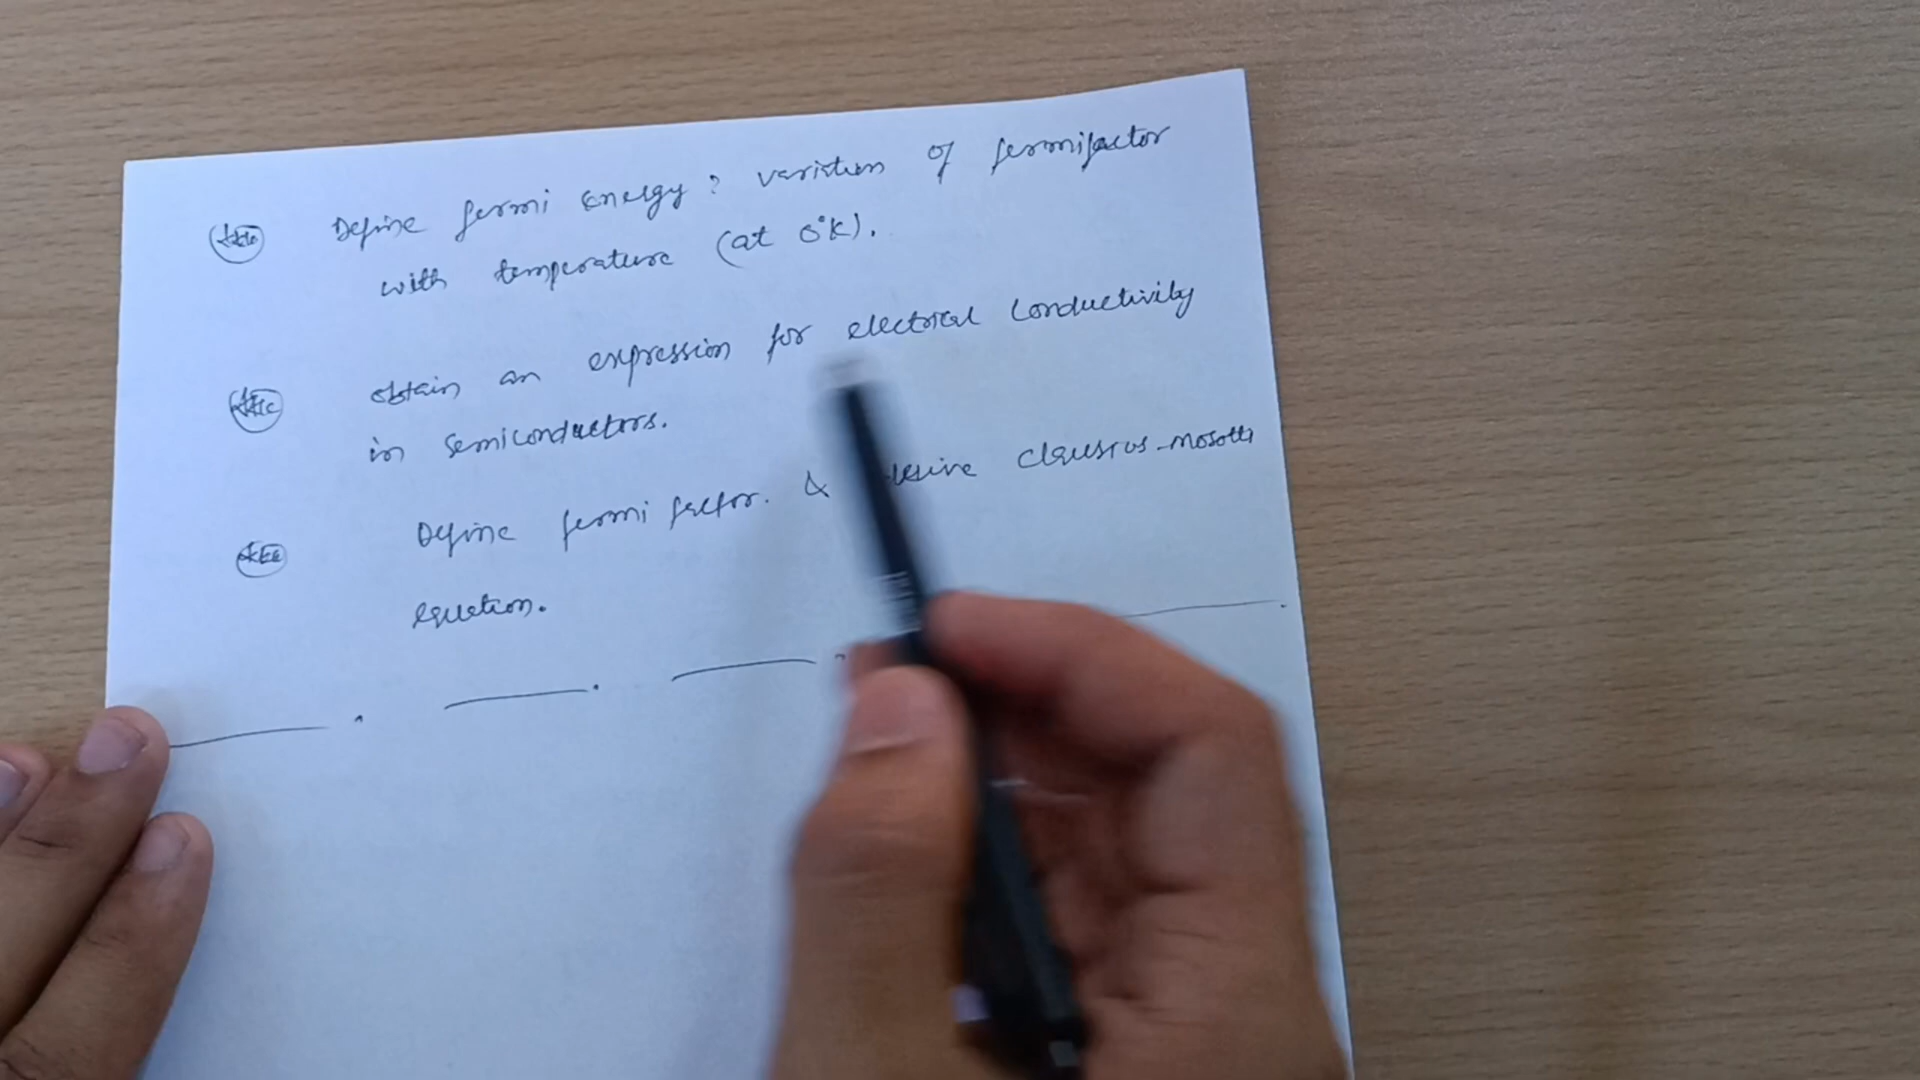 Define fermi Energy? variation of fermifactor
with temperature (at 0°K).
obtain an expression for electrical conductivity
in semiconductors.
Define fermi factor. & Clausius-Mosotti
equation.